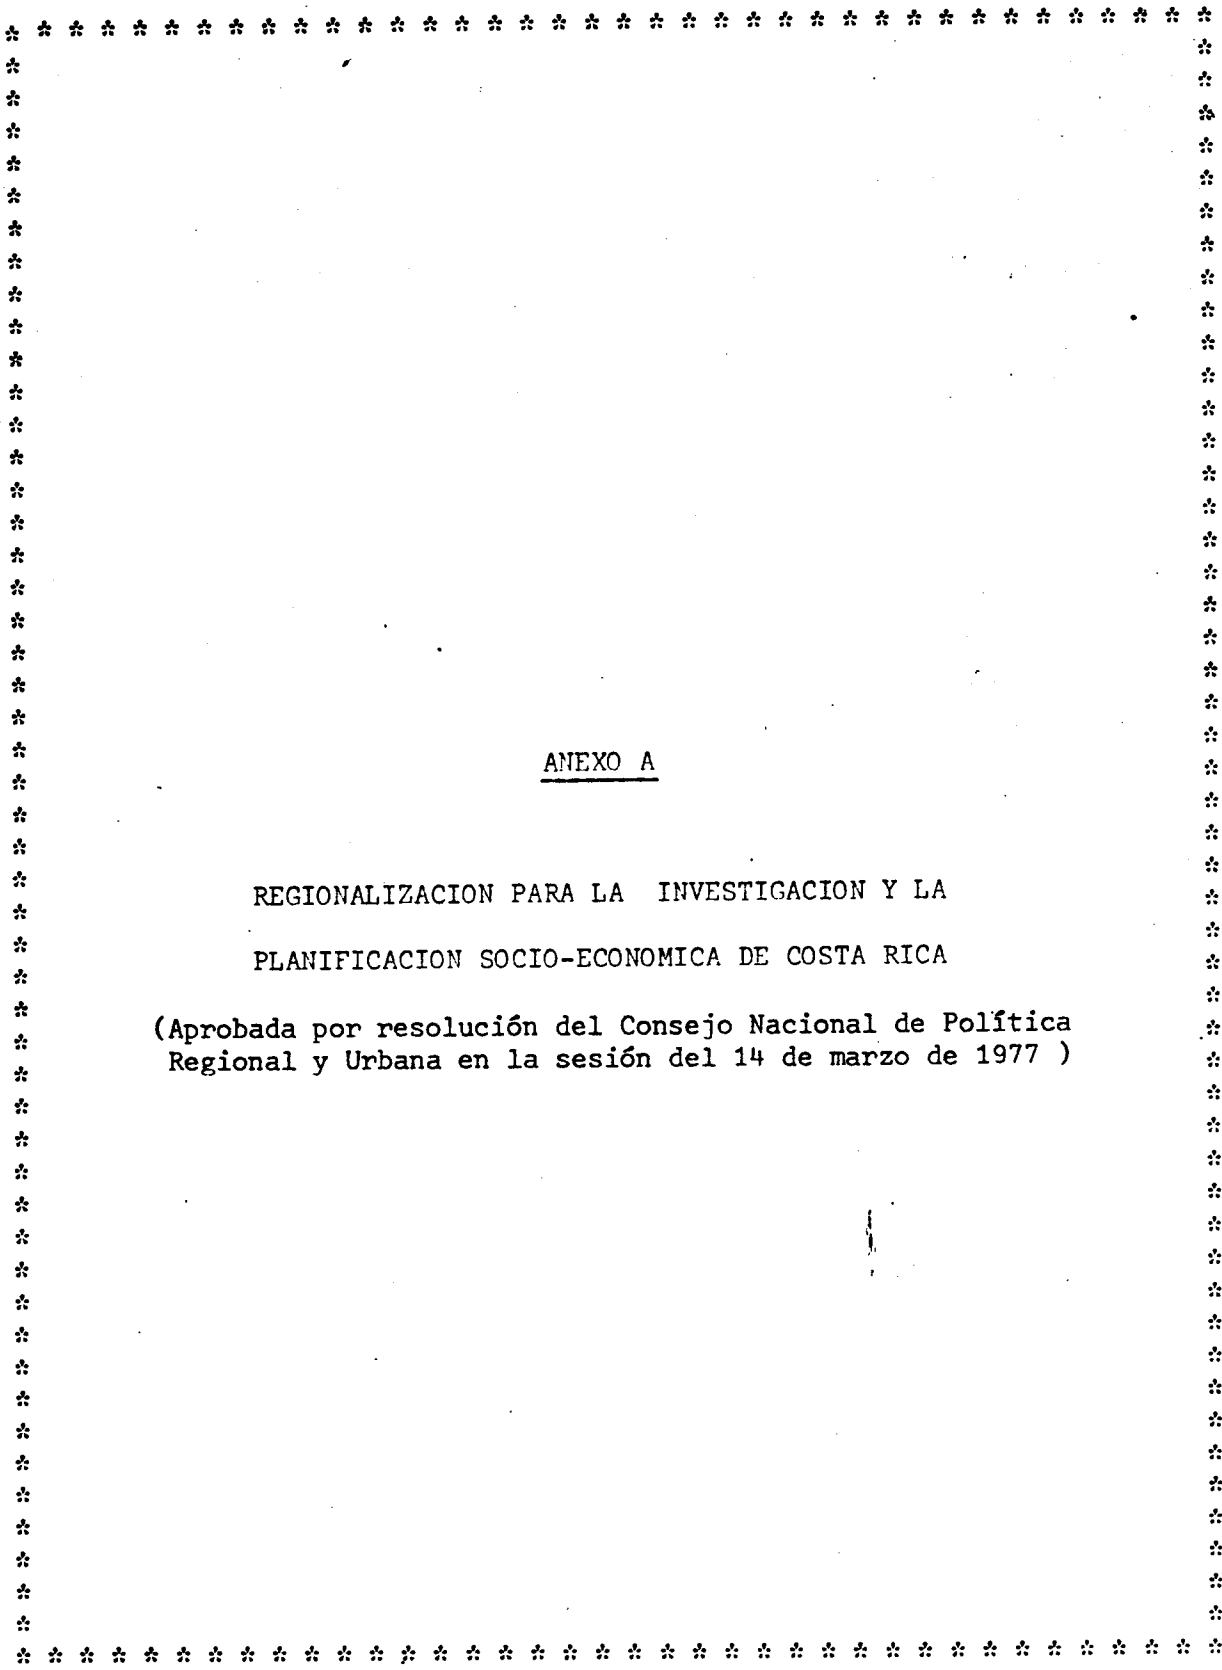 ANEXO A
REGIONALIZACION PARA LA INVESTIGACION Y LA
PLANIFICACION SOCIO-ECONOMICA DE COSTA RICA
(Aprobada por resolución del Consejo Nacional de Política
Regional y Urbana en la sesión del 14 de marzo de 1977 )